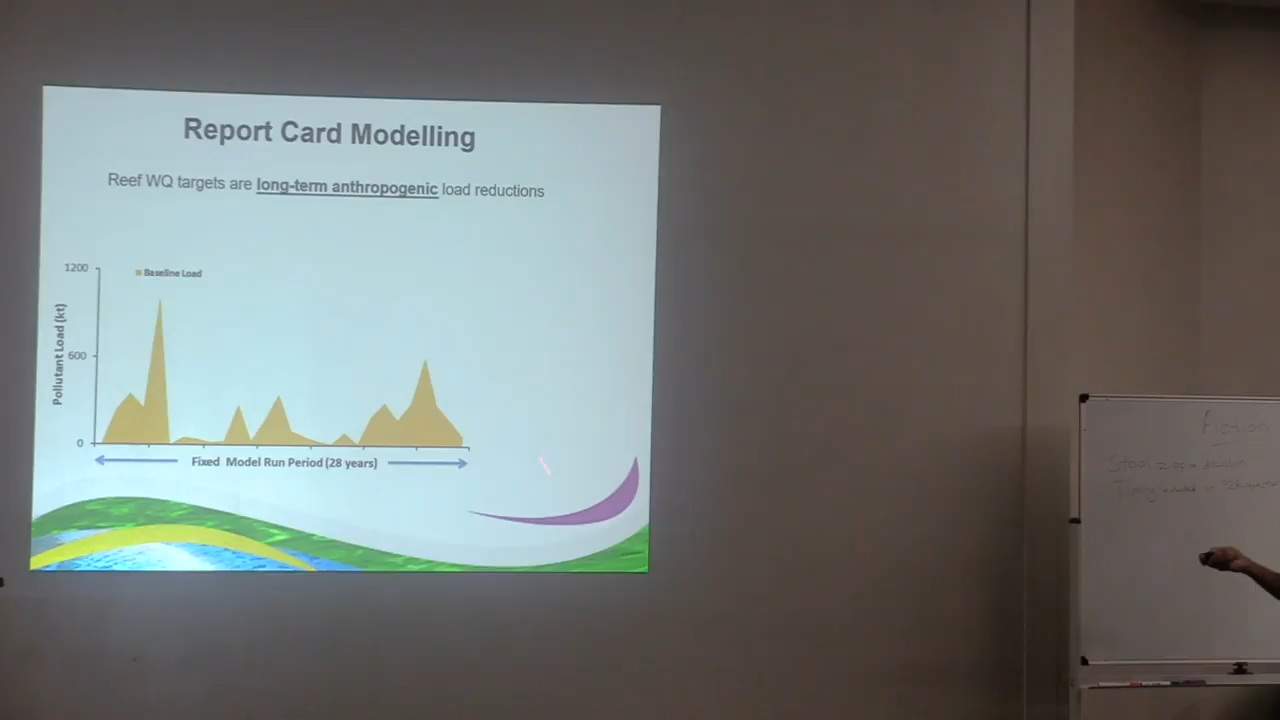 Report Card Modelling
Reef WQ targets are long-term anthropogenic load reductions
1200
Baseline Load
Pollutant Load (kt)
600
0
Fixed Model Run Period (28 years)